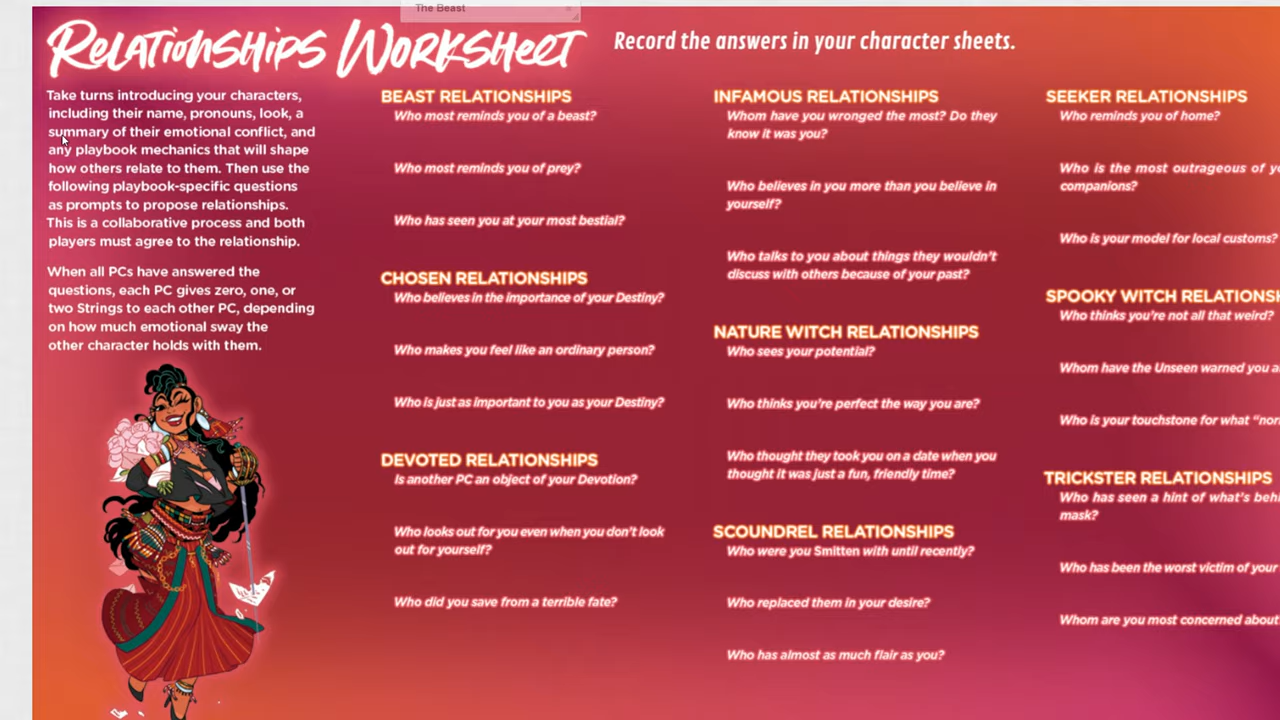 The Beast
Relationships Worksheet
Record the answers in your character sheets.
Take turns introducing your characters,
including their name, pronouns, look, a
summary of their emotional conflict, and
any playbook mechanics that will shape
how others relate to them. Then use the
following playbook-specific questions
as prompts to propose relationships.
This is a collaborative process and both
players must agree to the relationship.
When all PCs have answered the
questions, each PC gives zero, one, or
two Strings to each other PC, depending
on how much emotional sway the
other character holds with them.
BEAST RELATIONSHIPS
Who most reminds you of a beast?
Who most reminds you of prey?
Who has seen you at your most bestial?
CHOSEN RELATIONSHIPS
Who believes in the importance of your Destiny?
Who makes you feel like an ordinary person?
Who is just as important to you as your Destiny?
DEVOTED RELATIONSHIPS
Is another PC an object of your Devotion?
Who looks out for you even when you don't look
out for yourself?
Who did you save from a terrible fate?
INFAMOUS RELATIONSHIPS
Whom have you wronged the most? Do they
know it was you?
Who believes in you more than you believe in
yourself?
Who talks to you about things they wouldn't
discuss with others because of your past?
NATURE WITCH RELATIONSHIPS
Who sees your potential?
Who thinks you're perfect the way you are?
Who thought they took you on a date when you
thought it was just a fun, friendly time?
SCOUNDREL RELATIONSHIPS
Who were you Smitten with until recently?
Who replaced them in your desire?
Who has almost as much flair as you?
SEEKER RELATIONSHIPS
Who reminds you of home?
Who is the most outrageous of
companions?
Who is your model for local customs?
SPOOKY WITCH
Who thinks you're not all that weird?
Whom have the Unseen warned you
Who is your touchstone for what
TRICKSTER RELATIONSHIPS
Who has seen a hint of what's
mask?
Who has been the worst victim of your
Whom are you most concerned about